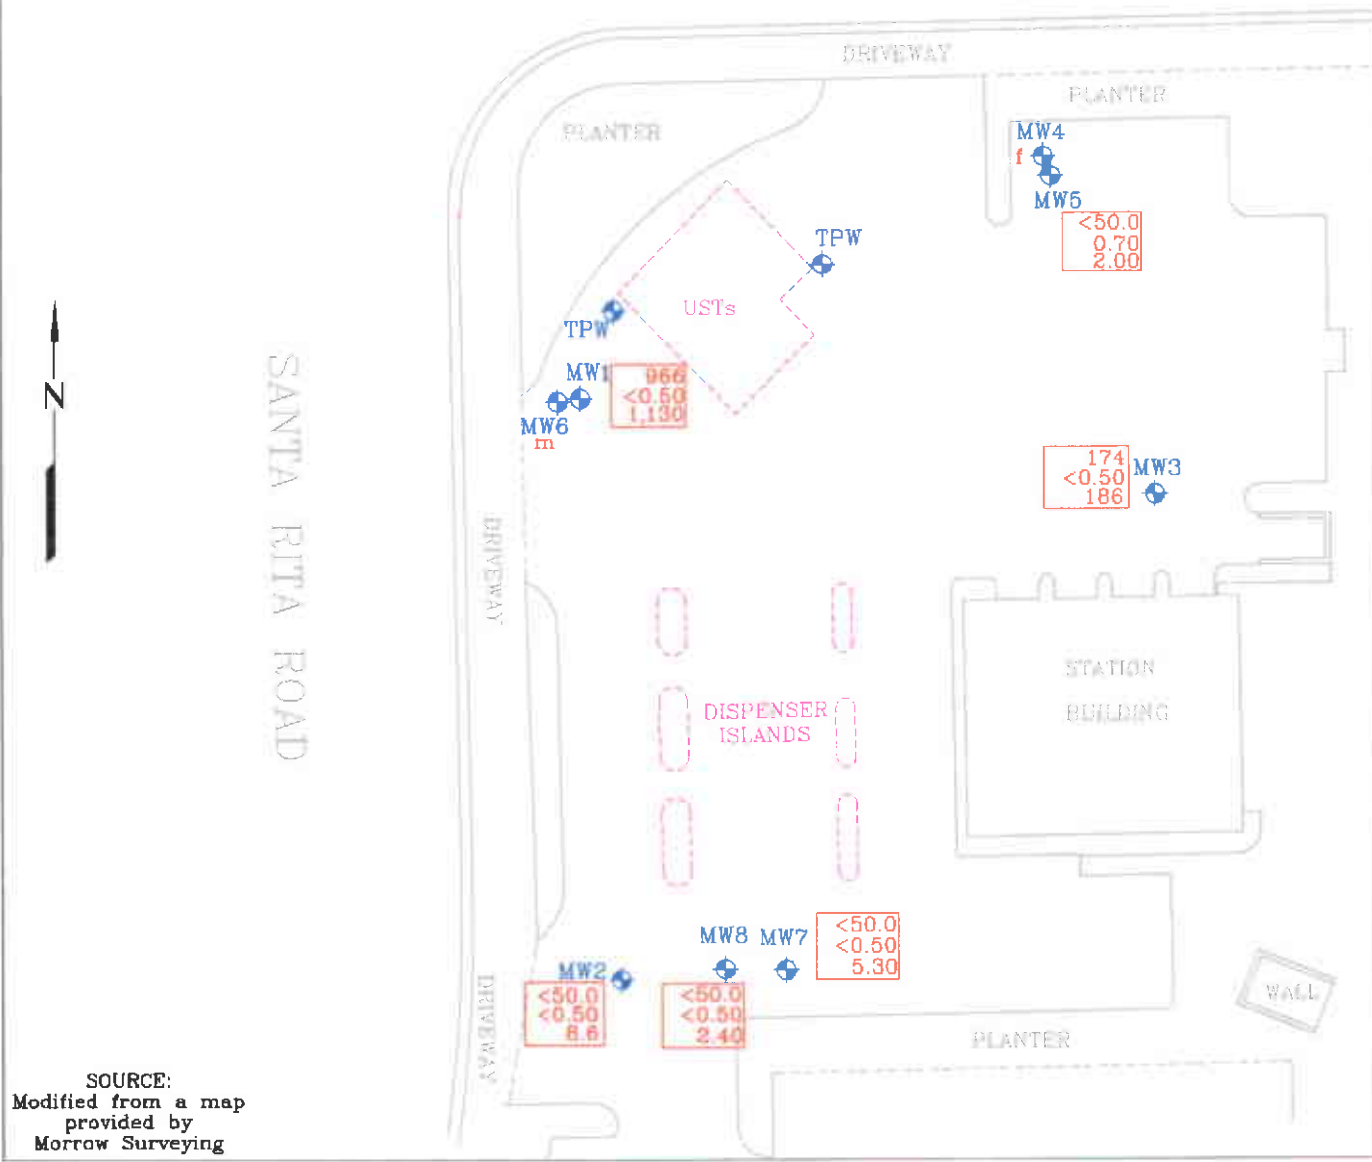 DRIVEWAY
PLANTER
PLANTER
MW4
f
MW5
<50.0
0.70
2.00
TPW
USTs
TPW
MW1
966
<0.50
1,130
MW6
m
N
SANTA RITA ROAD
174
<0.50
186
MW3
DRIVEWAY
STATION
BUILDING
DISPENSER
ISLANDS
MW8
MW7
<50.0
<0.50
5.30
MW2
<50.0
<0.50
8.6
<50.0
<0.50
2.40
DRIVEWAY
WALL
PLANTER
SOURCE:
Modified from a map
provided by
Morrow Surveying